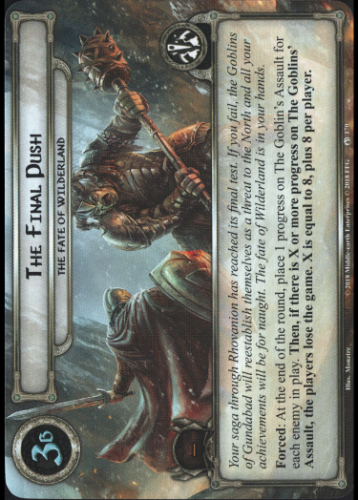 3B
THE FINAL PUSH
THE FATE OF WILDERLAND
–
Your saga through Rhovanion has reached its final test. If you fail, the Goblins
of Gundabad will reestablish themselves as a threat to the North and all your
achievements will be for naught. The fate of Wilderland is in your hands.
Forced: At the end of the round, place 1 progress on The Goblin's Assault for
each enemy in play. Then, if there is X or more progress on The Goblins'
Assault, the players lose the game. X is equal to 8, plus 8 per player.
Illus. Monztre
© 2018 Middle-earth Enterprises © 2018 FFG
170